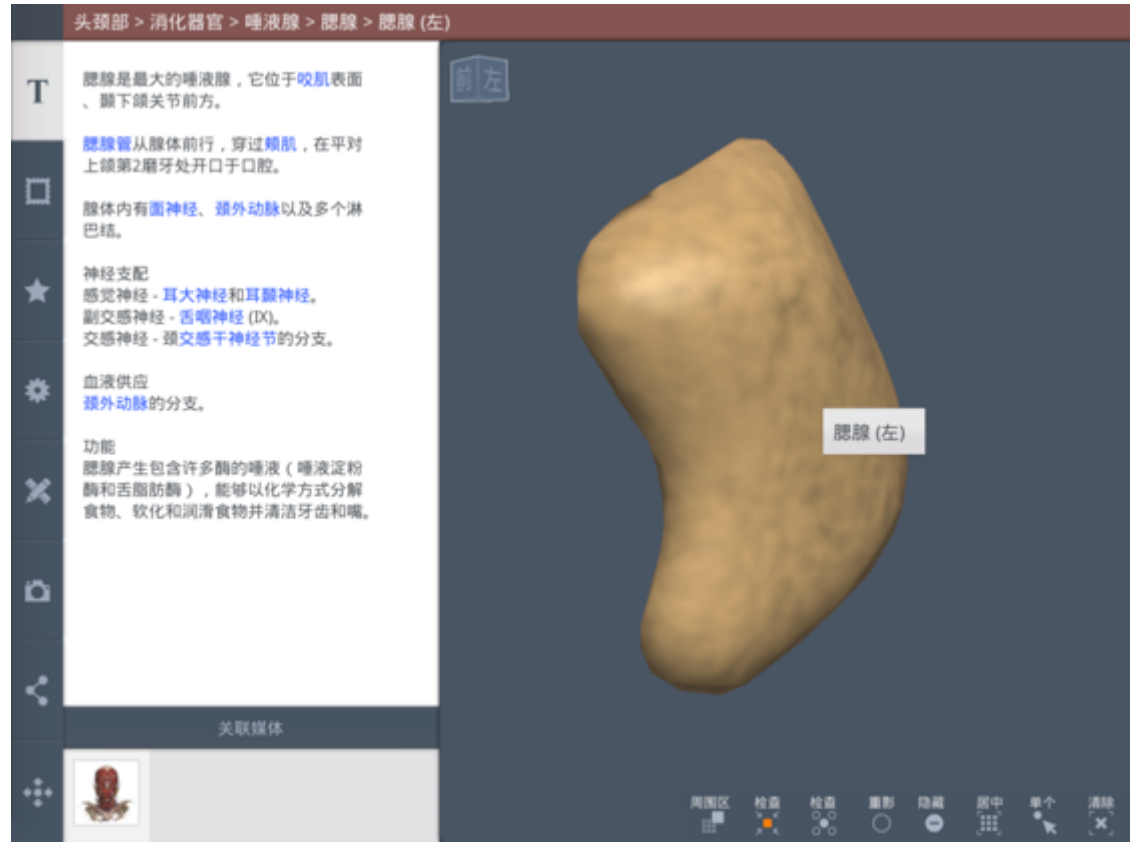 头颈部 > 消化器官 > 唾液腺 > 腮腺 > 腮腺 (左)
T
腮腺是最大的唾液腺，它位于咬肌表面
、颞下颌关节前方。
腮腺管从腺体前行，穿过颊肌，在平对
上颌第2磨牙处开口于口腔。
腺体内有面神经、颈外动脉以及多个淋
巴结。
神经支配
感觉神经 - 耳大神经和耳颞神经。
副交感神经 - 舌咽神经 (IX)。
交感神经 - 颈交感干神经节的分支。
血液供应
颈外动脉的分支。
功能
腮腺产生包含许多酶的唾液（唾液淀粉
酶和舌脂肪酶），能够以化学方式分解
食物、软化和润滑食物并清洁牙齿和嘴。
关联媒体
前 左
腮腺 (左)
周围区 检查 检查 重影 隐藏 居中 单个 清除